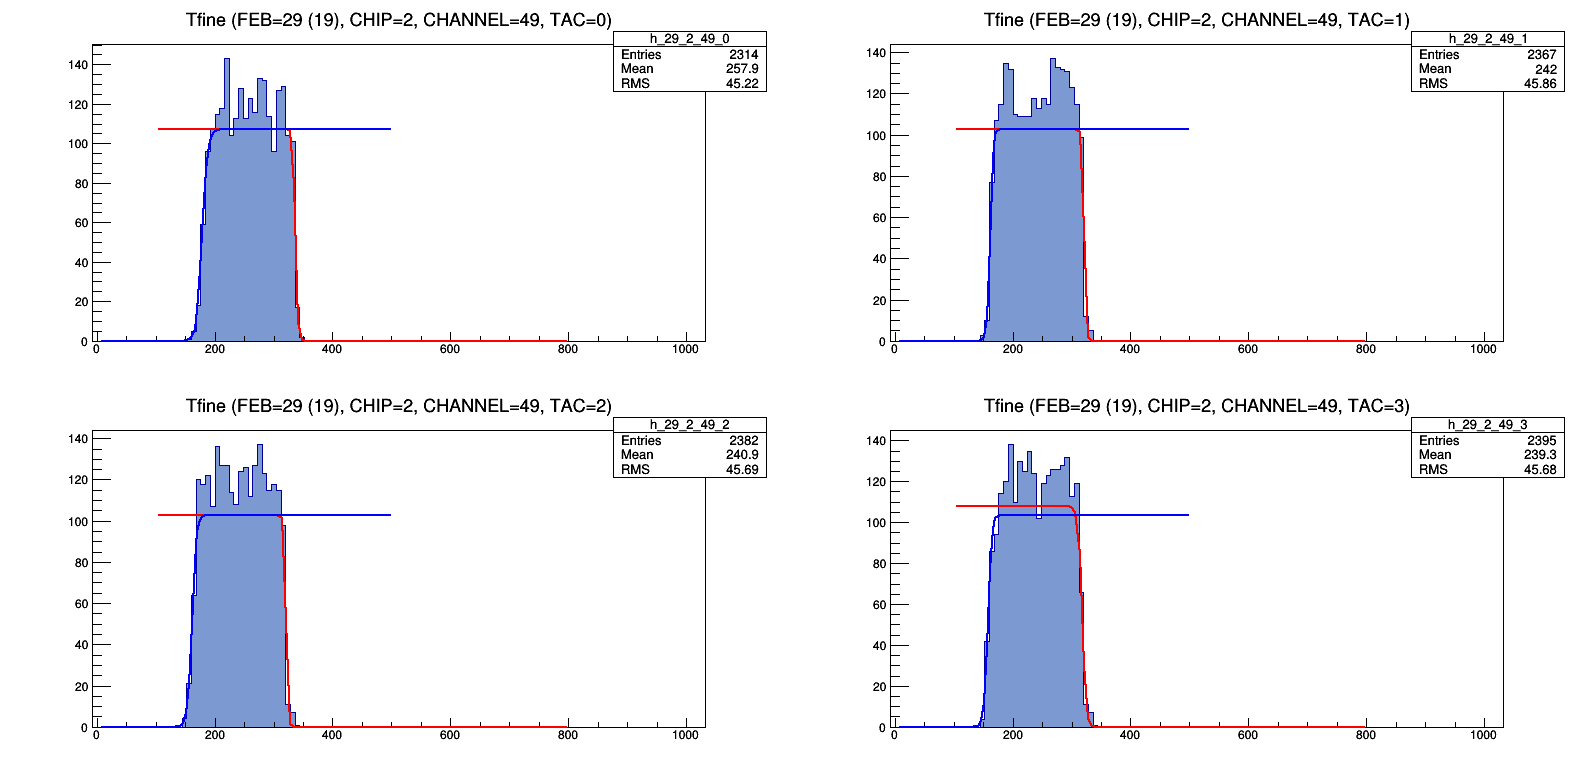 Tfine (FEB=29 (19), CHIP=2, CHANNEL=49, TAC=0)
h_29_2_49_0
Entries 2314
Mean 257.9
RMS 45.22
140
120
100
80
60
40
20
0
0 200 400 600 800 1000
Tfine (FEB=29 (19), CHIP=2, CHANNEL=49, TAC=1)
h_29_2_49_1
Entries 2367
Mean 242
RMS 45.86
140
120
100
80
60
40
20
0
0 200 400 600 800 1000
Tfine (FEB=29 (19), CHIP=2, CHANNEL=49, TAC=2)
h_29_2_49_2
Entries 2382
Mean 240.9
RMS 45.69
140
120
100
80
60
40
20
0
0 200 400 600 800 1000
Tfine (FEB=29 (19), CHIP=2, CHANNEL=49, TAC=3)
h_29_2_49_3
Entries 2395
Mean 239.3
RMS 45.68
140
120
100
80
60
40
20
0
0 200 400 600 800 1000